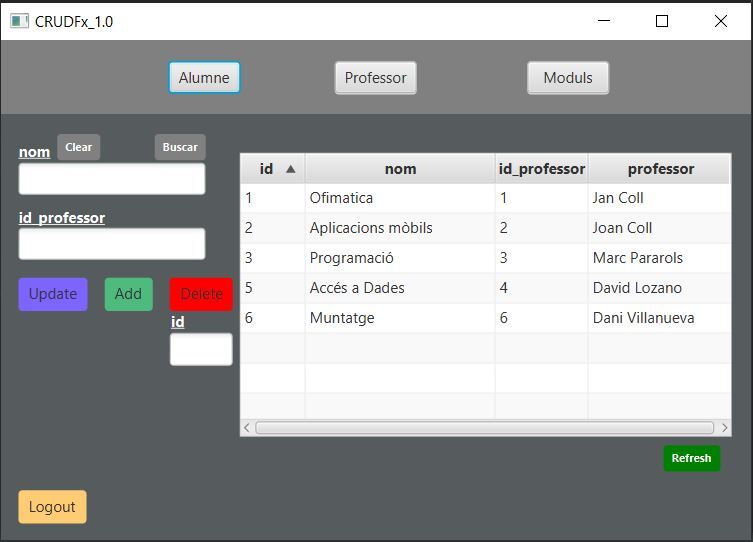 CRUDFx_1.0
Alumne Professor Moduls
nom Clear Buscar
id_professor
Update Add Delete
id
id nom id_professor professor
1 Ofimatica 1 Jan Coll
2 Aplicacions mòbils 2 Joan Coll
3 Programació 3 Marc Pararols
5 Accés a Dades 4 David Lozano
6 Muntatge 6 Dani Villanueva
Refresh
Logout